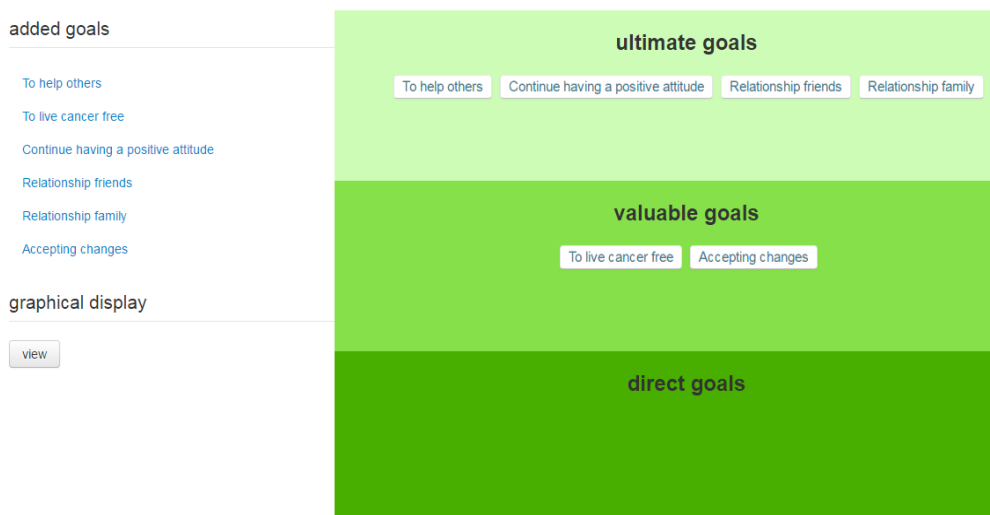 added goals
To help others
To live cancer free
Continue having a positive attitude
Relationship friends
Relationship family
Accepting changes
graphical display
view
ultimate goals
To help others Continue having a positive attitude Relationship friends Relationship family
valuable goals
To live cancer free Accepting changes
direct goals